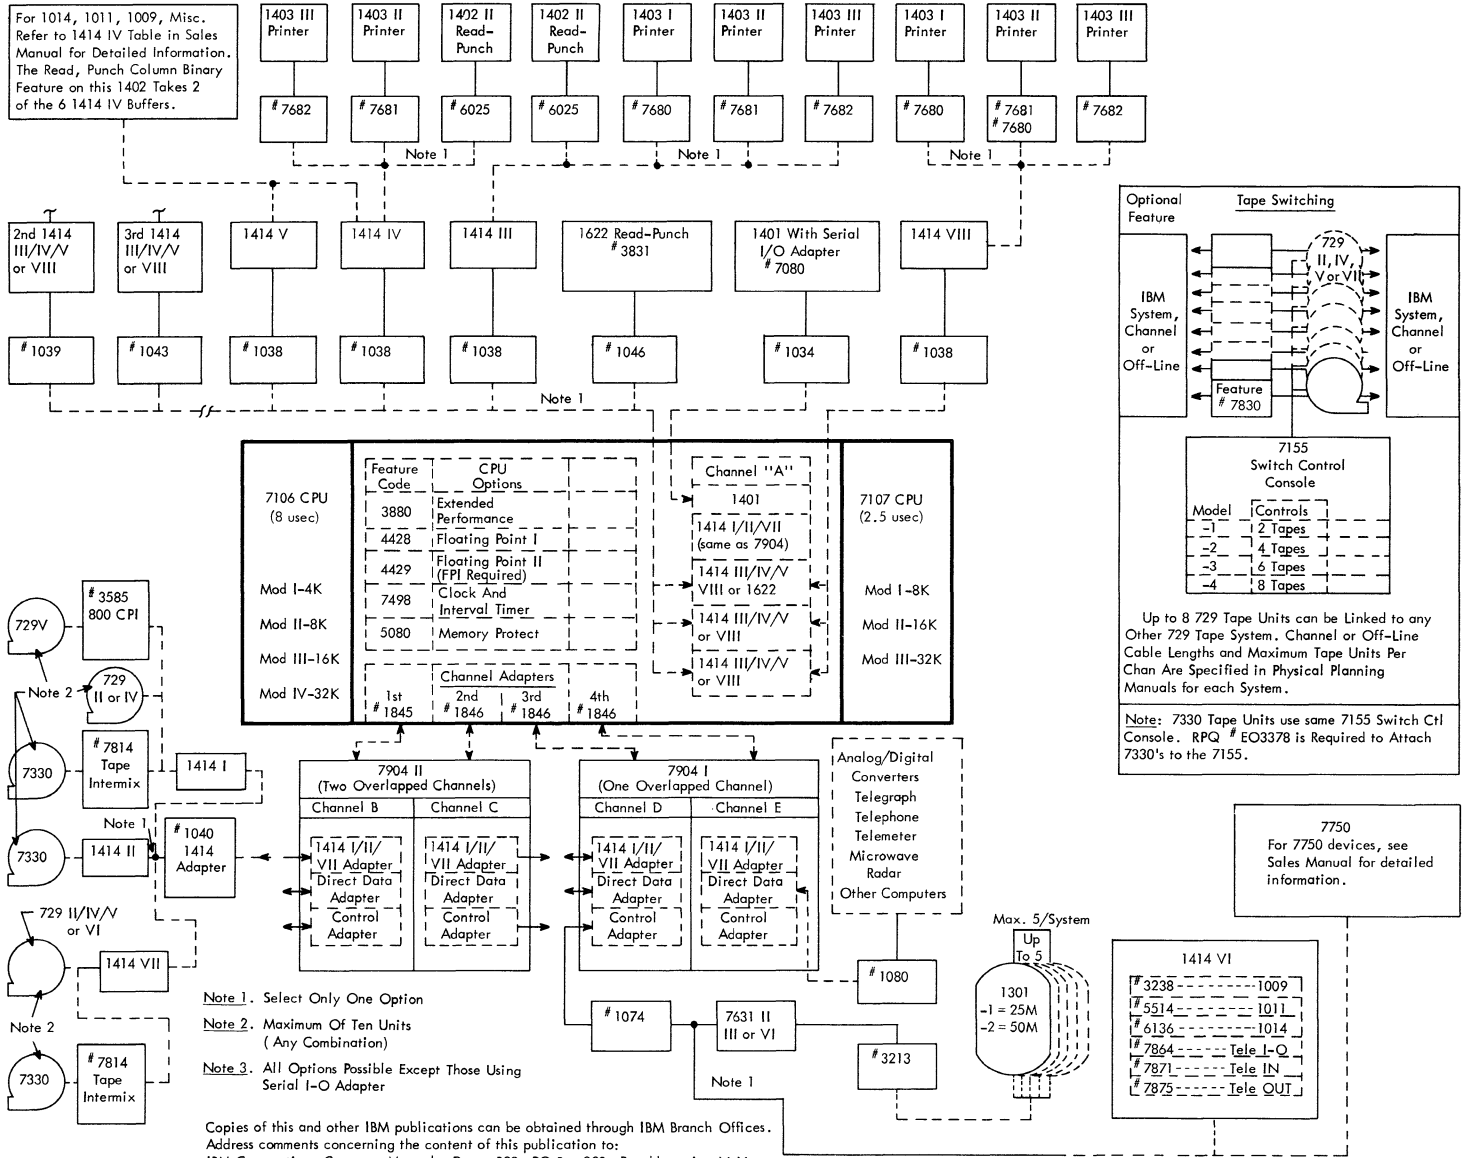 For 1014, 1011, 1009, Misc.
Refer to 1414 IV Table in Sales
Manual for Detailed Information.
The Read, Punch Column Binary
Feature on this 1402 Takes 2
of the 6 1414 IV Buffers.
1403 III
Printer
1403 II
Printer
1402 II
Read-
Punch
1402 II
Read-
Punch
1403 I
Printer
1403 II
Printer
1403 III
Printer
1403 I
Printer
1403 II
Printer
1403 III
Printer
# 7682
# 7681
# 6025
# 6025
# 7680
# 7681
# 7682
# 7680
# 7681
# 7680
# 7682
Note 1
Note 1
Note 1
2nd 1414
III/IV/V
or VIII
3rd 1414
III/IV/V
or VIII
1414 V
1414 IV
1414 III
1622 Read-Punch
# 3831
1401 With Serial
I/O Adapter
# 7080
1414 VIII
# 1039
# 1043
# 1038
# 1038
# 1038
# 1046
# 1034
# 1038
Note 1
Optional
Feature
Tape Switching
729
II, IV,
V or VII
IBM
System,
Channel
or
Off-Line
IBM
System,
Channel
or
Off-Line
Feature
# 7830
7155
Switch Control
Console
Model Controls
-1 2 Tapes
-2 4 Tapes
-3 6 Tapes
-4 8 Tapes
Up to 8 729 Tape Units can be Linked to any
Other 729 Tape System. Channel or Off-Line
Cable Lengths and Maximum Tape Units Per
Chan Are Specified in Physical Planning
Manuals for each System.
Note: 7330 Tape Units use same 7155 Switch Ctl
Console. RPQ # EO3378 is Required to Attach
7330's to the 7155.
7106 CPU
(8 usec)
Mod I-4K
Mod II-8K
Mod III-16K
Mod IV-32K
Feature
Code
CPU
Options
3880 Extended
Performance
4428 Floating Point I
4429 Floating Point II
(FPI Required)
7498 Clock And
Interval Timer
5080 Memory Protect
Channel Adapters
1st
# 1845
2nd
# 1846
3rd
# 1846
4th
# 1846
Channel "A"
1401
1414 I/II/VII
(same as 7904)
1414 III/IV/V
VIII or 1622
1414 III/IV/V
or VIII
1414 III/IV/V
or VIII
7107 CPU
(2.5 usec)
Mod I-8K
Mod II-16K
Mod III-32K
729V
# 3585
800 CPI
Note 2
729
II or IV
7330
# 7814
Tape
Intermix
1414 I
Note 1
7330
1414 II
# 1040
1414
Adapter
729 II/IV/V
or VI
1414 VII
Note 2
7330
# 7814
Tape
Intermix
7904 II
(Two Overlapped Channels)
Channel B
Channel C
1414 I/II/
VII Adapter
Direct Data
Adapter
Control
Adapter
1414 I/II/
VII Adapter
Direct Data
Adapter
Control
Adapter
7904 I
(One Overlapped Channel)
Channel D
Channel E
1414 I/II/
VII Adapter
Direct Data
Adapter
Control
Adapter
1414 I/II/
VII Adapter
Direct Data
Adapter
Control
Adapter
Analog/Digital
Converters
Telegraph
Telephone
Telemeter
Microwave
Radar
Other Computers
# 1080
# 1074
7631 II
III or VI
# 3213
Note 1
Max. 5/System
Up
To 5
1301
-1 = 25M
-2 = 50M
7750
For 7750 devices, see
Sales Manual for detailed
information.
1414 VI
# 3238 -------- 1009
# 5514 -------- 1011
# 6136 -------- 1014
# 7864 ------ Tele I-O
# 7871 ------ Tele IN
# 7875 ------ Tele OUT
Note 1. Select Only One Option
Note 2. Maximum Of Ten Units
(Any Combination)
Note 3. All Options Possible Except Those Using
Serial I-O Adapter
Copies of this and other IBM publications can be obtained through IBM Branch Offices.
Address comments concerning the content of this publication to: